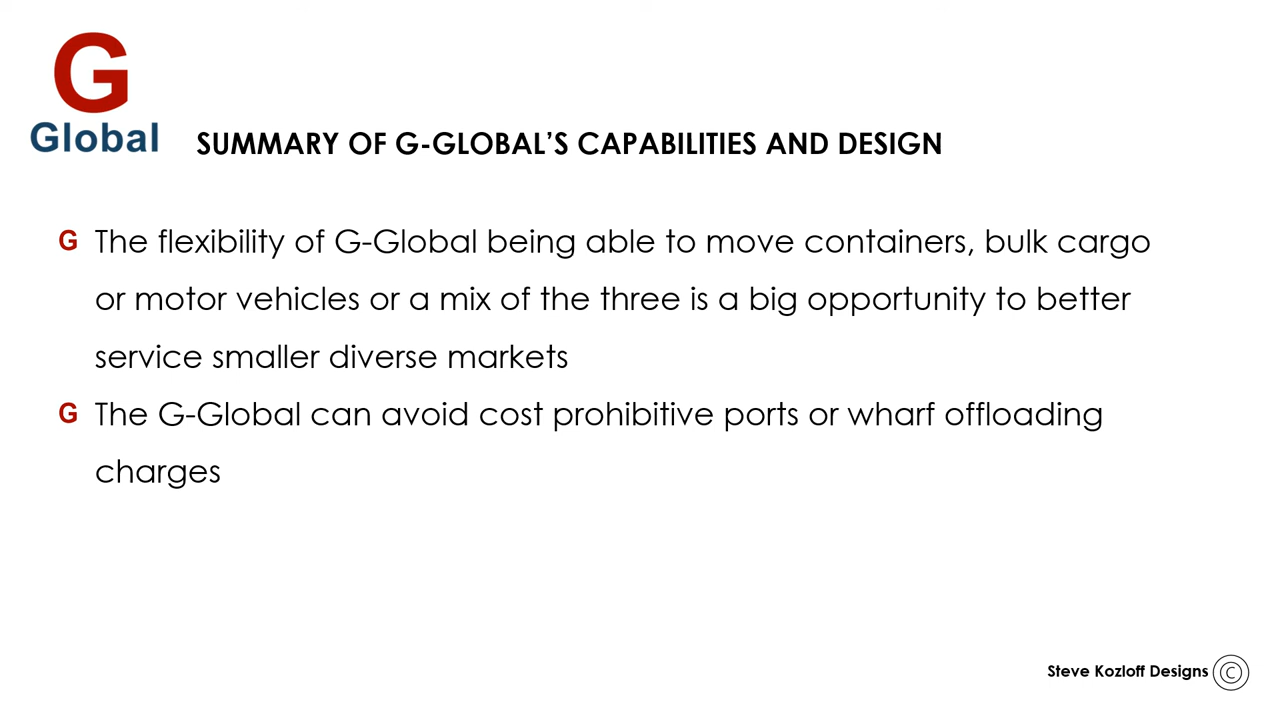 G
Global
SUMMARY OF G-GLOBAL'S CAPABILITIES AND DESIGN
G The flexibility of G-Global being able to move containers, bulk cargo
or motor vehicles or a mix of the three is a big opportunity to better
service smaller diverse markets
G The G-Global can avoid cost prohibitive ports or wharf offloading
charges
Steve Kozloff Designs ©